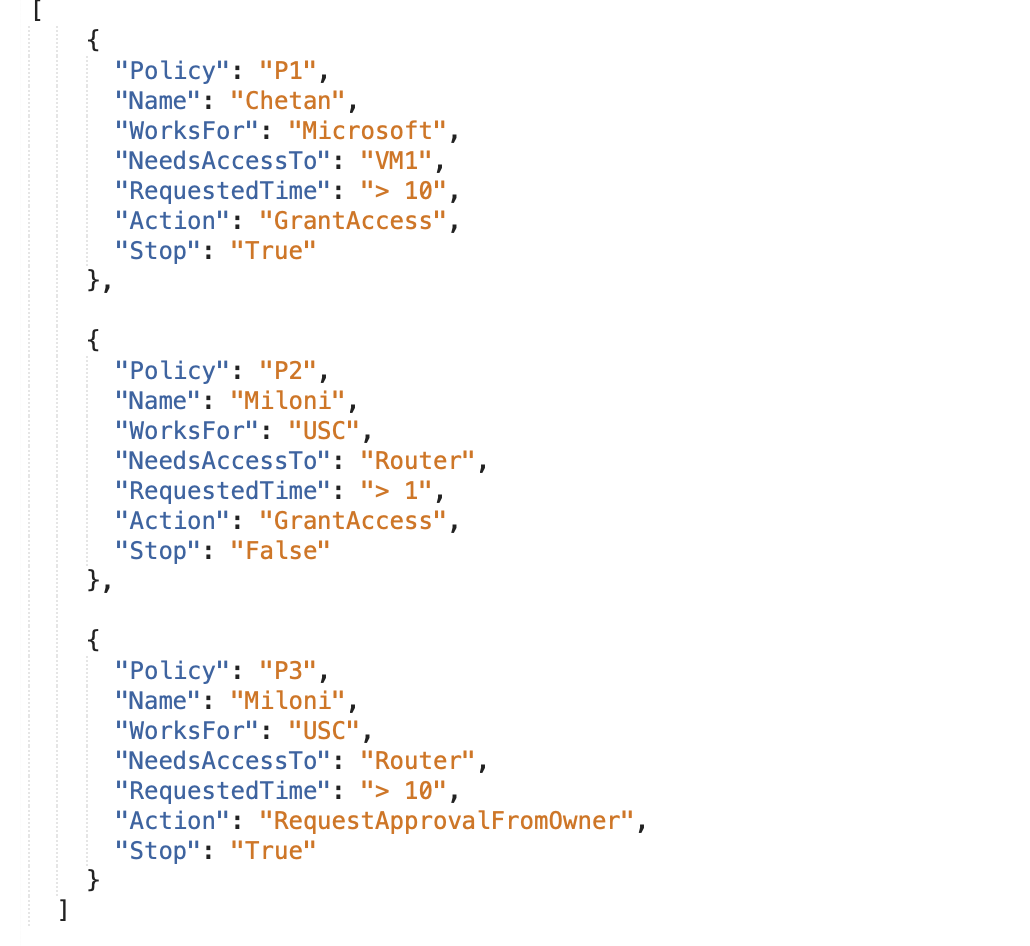 [
{
"Policy": "P1",
"Name": "Chetan",
"WorksFor": "Microsoft",
"NeedsAccessTo": "VM1",
"RequestedTime": "> 10",
"Action": "GrantAccess",
"Stop": "True"
},
{
"Policy": "P2",
"Name": "Miloni",
"WorksFor": "USC",
"NeedsAccessTo": "Router",
"RequestedTime": "> 1",
"Action": "GrantAccess",
"Stop": "False"
},
{
"Policy": "P3",
"Name": "Miloni",
"WorksFor": "USC",
"NeedsAccessTo": "Router",
"RequestedTime": "> 10",
"Action": "RequestApprovalFromOwner",
"Stop": "True"
}
]